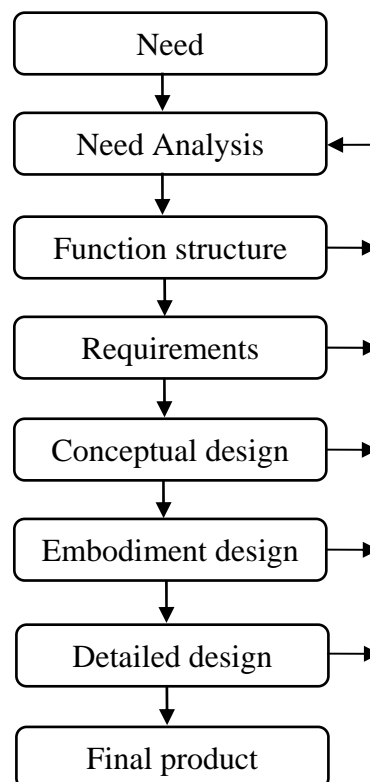 Need
Need Analysis
Function structure
Requirements
Conceptual design
Embodiment design
Detailed design
Final product